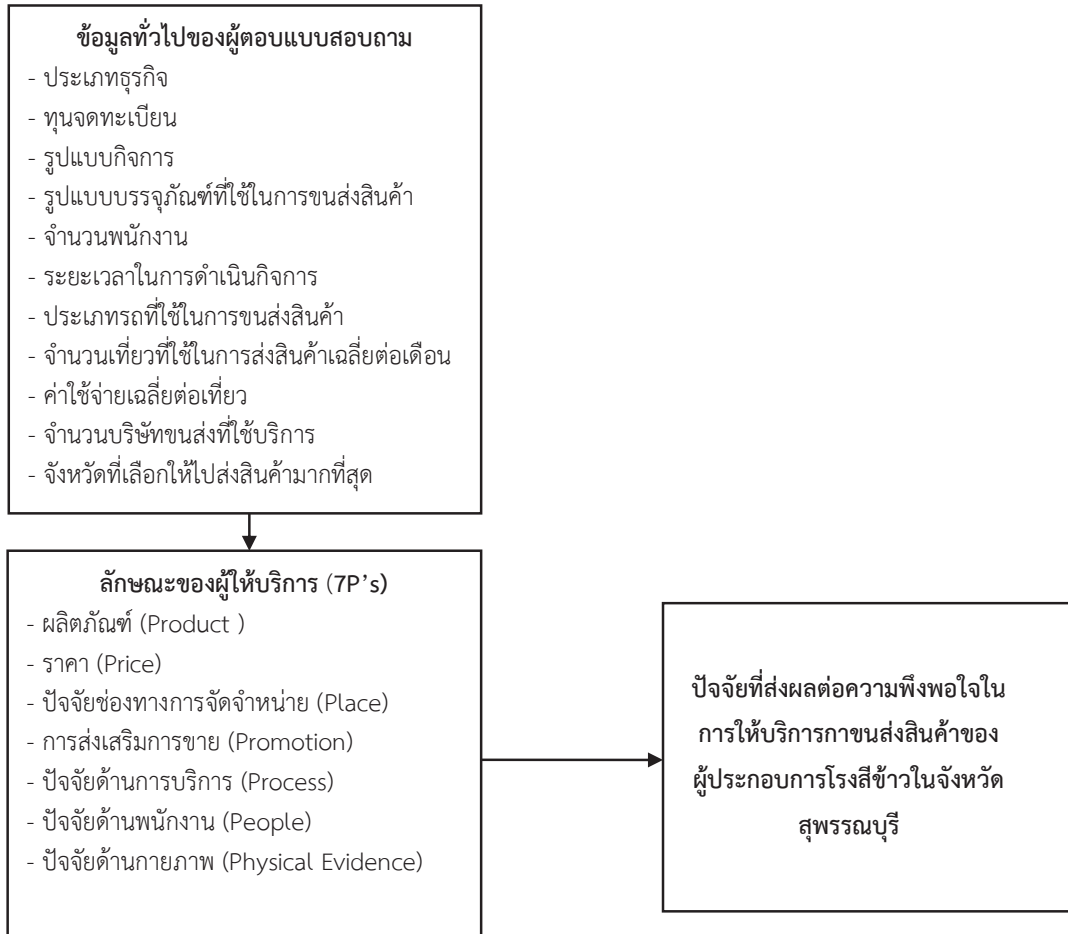 ข้อมูลทั่วไปของผู้ตอบแบบสอบถาม
- ประเภทธุรกิจ
- ทุนจดทะเบียน
- รูปแบบกิจการ
- รูปแบบบรรจุภัณฑ์ที่ใช้ในการขนส่งสินค้า
- จำนวนพนักงาน
- ระยะเวลาในการดำเนินกิจการ
- ประเภทรถที่ใช้ในการขนส่งสินค้า
- จำนวนเที่ยวที่ใช้ในการส่งสินค้าเฉลี่ยต่อเดือน
- ค่าใช้จ่ายเฉลี่ยต่อเที่ยว
- จำนวนบริษัทขนส่งที่ใช้บริการ
- จังหวัดที่เลือกให้ไปส่งสินค้ามากที่สุด
ลักษณะของผู้ให้บริการ (7P's)
- ผลิตภัณฑ์ (Product )
- ราคา (Price)
- ปัจจัยช่องทางการจัดจำหน่าย (Place)
- การส่งเสริมการขาย (Promotion)
- ปัจจัยด้านการบริการ (Process)
- ปัจจัยด้านพนักงาน (People)
- ปัจจัยด้านกายภาพ (Physical Evidence)
ปัจจัยที่ส่งผลต่อความพึงพอใจใน
การให้บริการกาขนส่งสินค้าของ
ผู้ประกอบการโรงสีข้าวในจังหวัด
สุพรรณบุรี